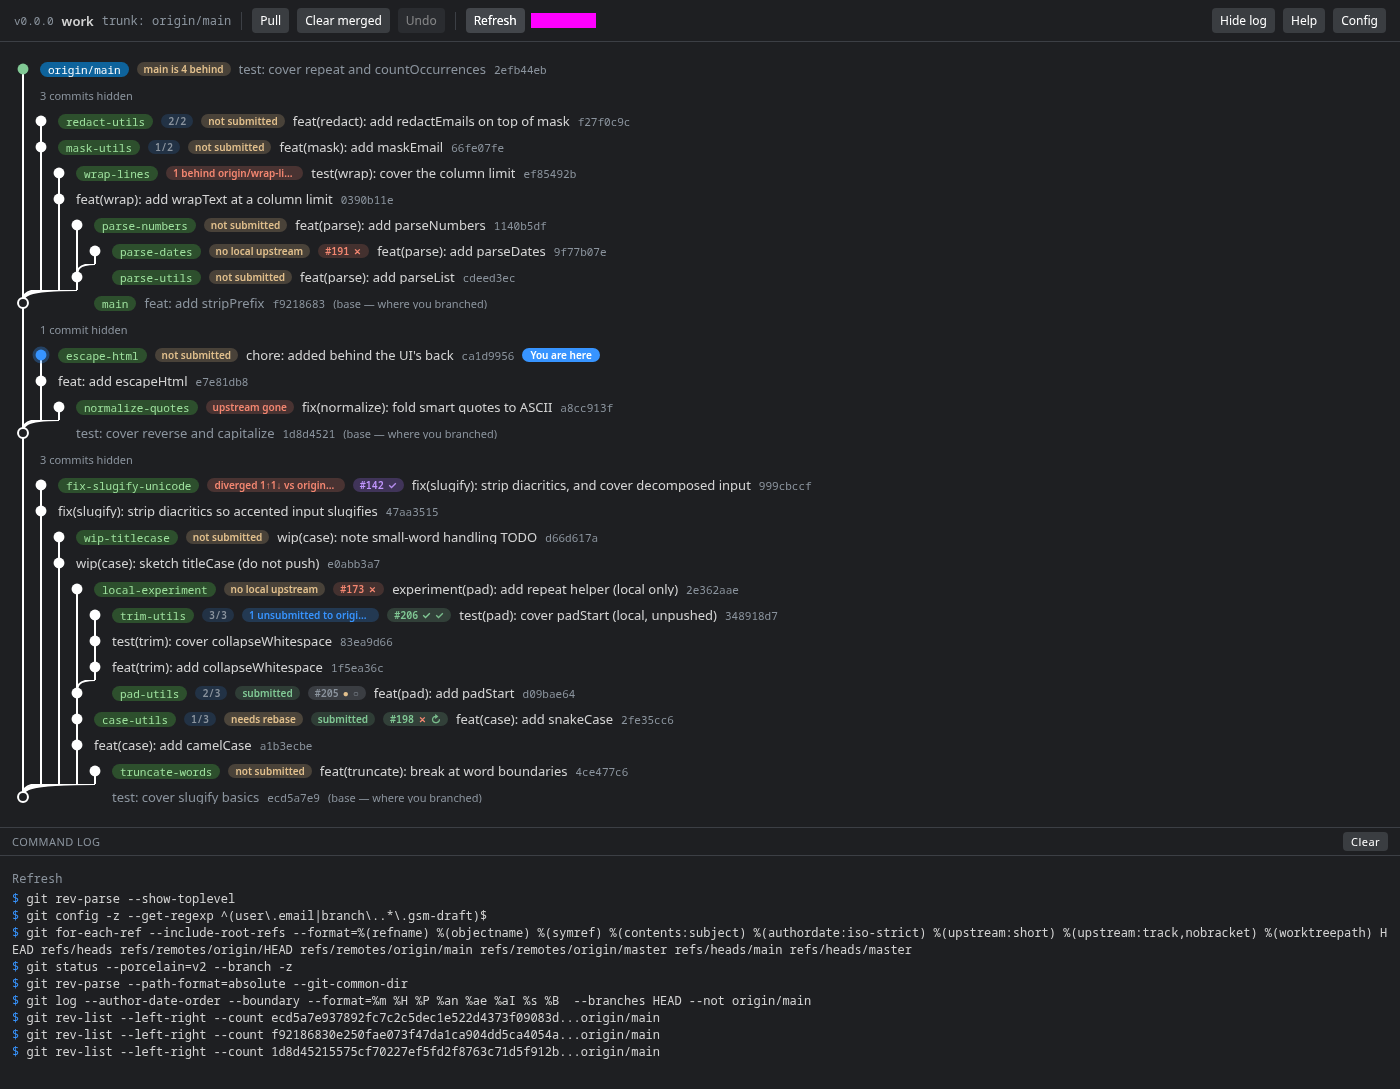 v0.0.0 work trunk: origin/main Pull Clear merged Undo Refresh Hide log Help Config
origin/main main is 4 behind test: cover repeat and countOccurrences 2efb44eb
3 commits hidden
redact-utils 2/2 not submitted feat(redact): add redactEmails on top of mask f27f0c9c
mask-utils 1/2 not submitted feat(mask): add maskEmail 66fe07fe
wrap-lines 1 behind origin/wrap-li… test(wrap): cover the column limit ef85492b
feat(wrap): add wrapText at a column limit 0390b11e
parse-numbers not submitted feat(parse): add parseNumbers 1140b5df
parse-dates no local upstream #191 × feat(parse): add parseDates 9f77b07e
parse-utils not submitted feat(parse): add parseList cdeed3ec
main feat: add stripPrefix f9218683 (base — where you branched)
1 commit hidden
escape-html not submitted chore: added behind the UI's back ca1d9956 You are here
feat: add escapeHtml e7e81db8
normalize-quotes upstream gone fix(normalize): fold smart quotes to ASCII a8cc913f
test: cover reverse and capitalize 1d8d4521 (base — where you branched)
3 commits hidden
fix-slugify-unicode diverged 1↑1↓ vs origin… #142 ✓ fix(slugify): strip diacritics, and cover decomposed input 999cbccf
fix(slugify): strip diacritics so accented input slugifies 47aa3515
wip-titlecase not submitted wip(case): note small-word handling TODO d66d617a
wip(case): sketch titleCase (do not push) e0abb3a7
local-experiment no local upstream #173 × experiment(pad): add repeat helper (local only) 2e362aae
trim-utils 3/3 1 unsubmitted to origi… #206 ✓ ✓ test(pad): cover padStart (local, unpushed) 348918d7
test(trim): cover collapseWhitespace 83ea9d66
feat(trim): add collapseWhitespace 1f5ea36c
pad-utils 2/3 submitted #205 ● ○ feat(pad): add padStart d09bae64
case-utils 1/3 needs rebase submitted #198 × ↻ feat(case): add snakeCase 2fe35cc6
feat(case): add camelCase a1b3ecbe
truncate-words not submitted feat(truncate): break at word boundaries 4ce477c6
test: cover slugify basics ecd5a7e9 (base — where you branched)
COMMAND LOG Clear
Refresh
$ git rev-parse --show-toplevel
$ git config -z --get-regexp ^(user\.email|branch\..*\.gsm-draft)$
$ git for-each-ref --include-root-refs --format=%(refname) %(objectname) %(symref) %(contents:subject) %(authordate:iso-strict) %(upstream:short) %(upstream:track,nobracket) %(worktreepath) H
EAD refs/heads refs/remotes/origin/HEAD refs/remotes/origin/main refs/remotes/origin/master refs/heads/main refs/heads/master
$ git status --porcelain=v2 --branch -z
$ git rev-parse --path-format=absolute --git-common-dir
$ git log --author-date-order --boundary --format=%m %H %P %an %ae %aI %s %B --branches HEAD --not origin/main
$ git rev-list --left-right --count ecd5a7e937892fc7c2c5dec1e522d4373f09083d...origin/main
$ git rev-list --left-right --count f92186830e250fae073f47da1ca904dd5ca4054a...origin/main
$ git rev-list --left-right --count 1d8d45215575cf70227ef5fd2f8763c71d5f912b...origin/main